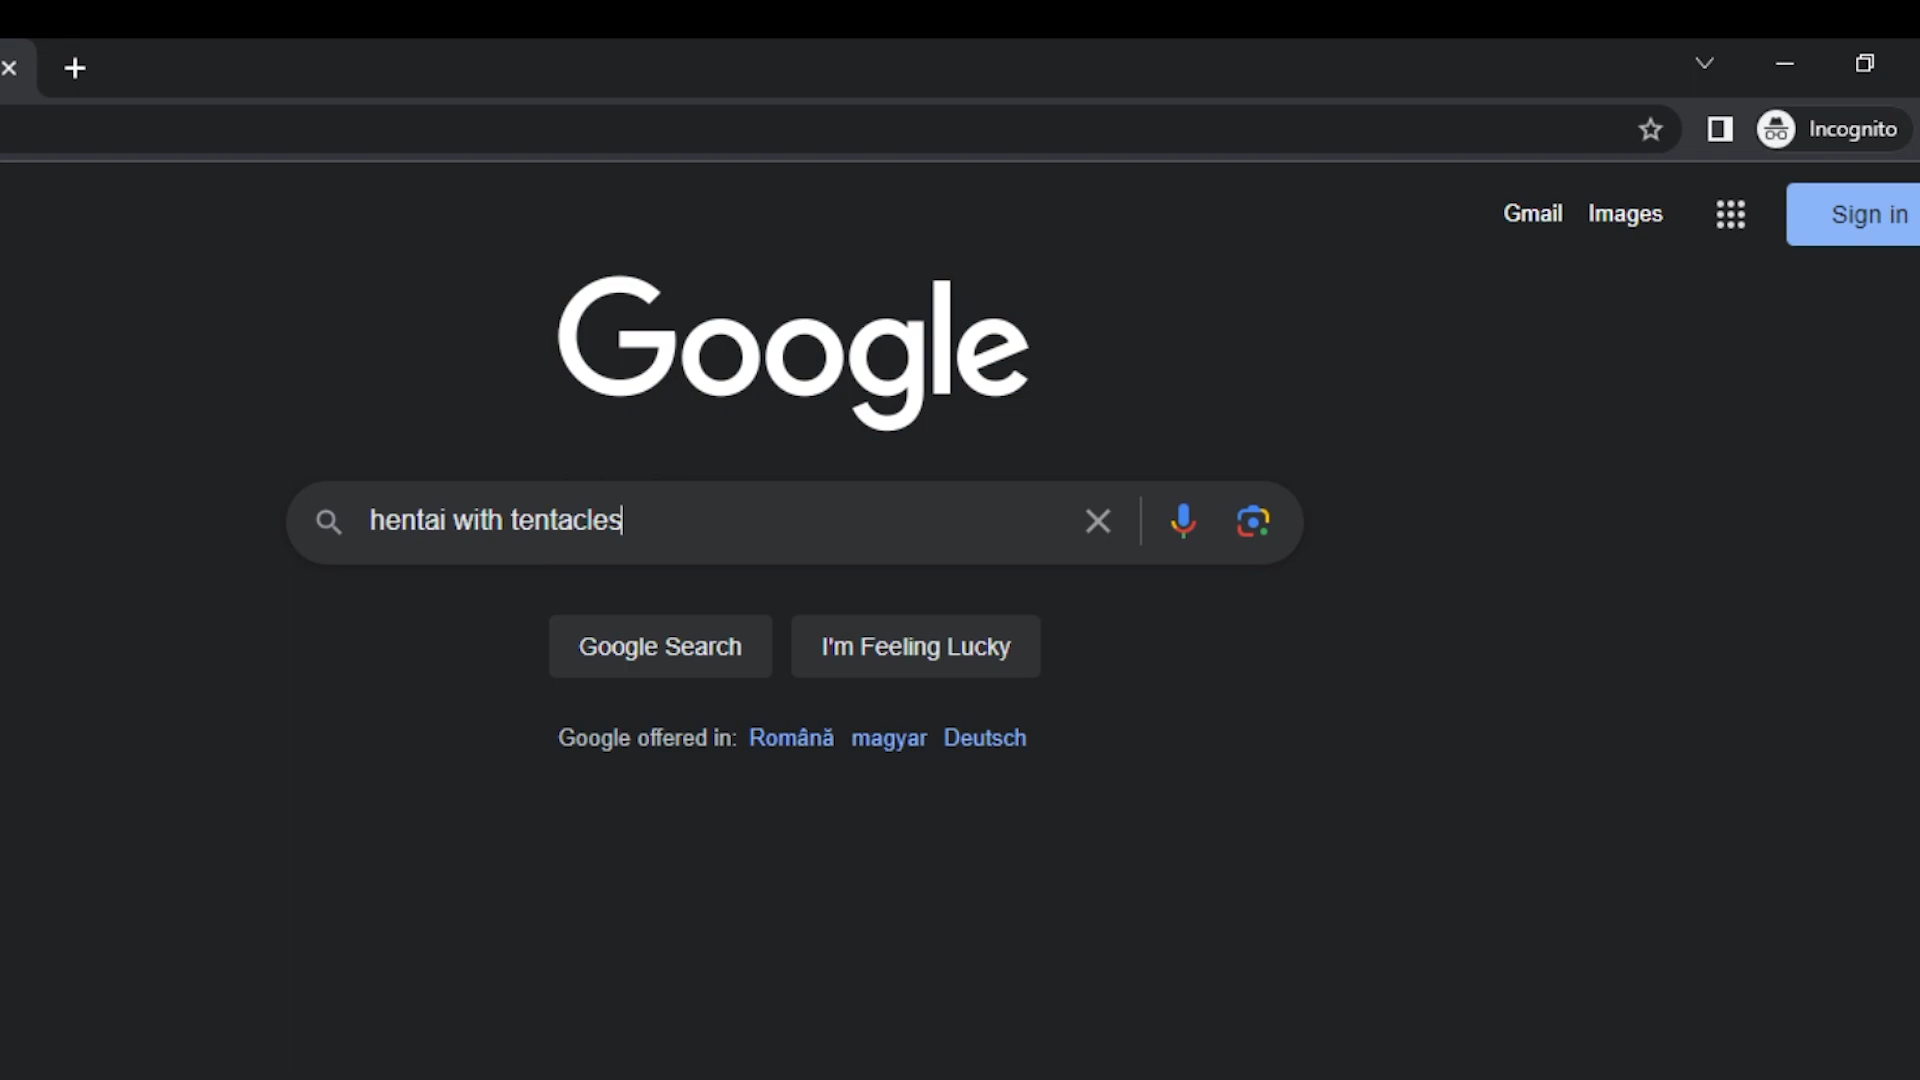 Incognito
Gmail Images Sign in
Google
hentai with tentacles
Google Search I'm Feeling Lucky
Google offered in: Română magyar Deutsch